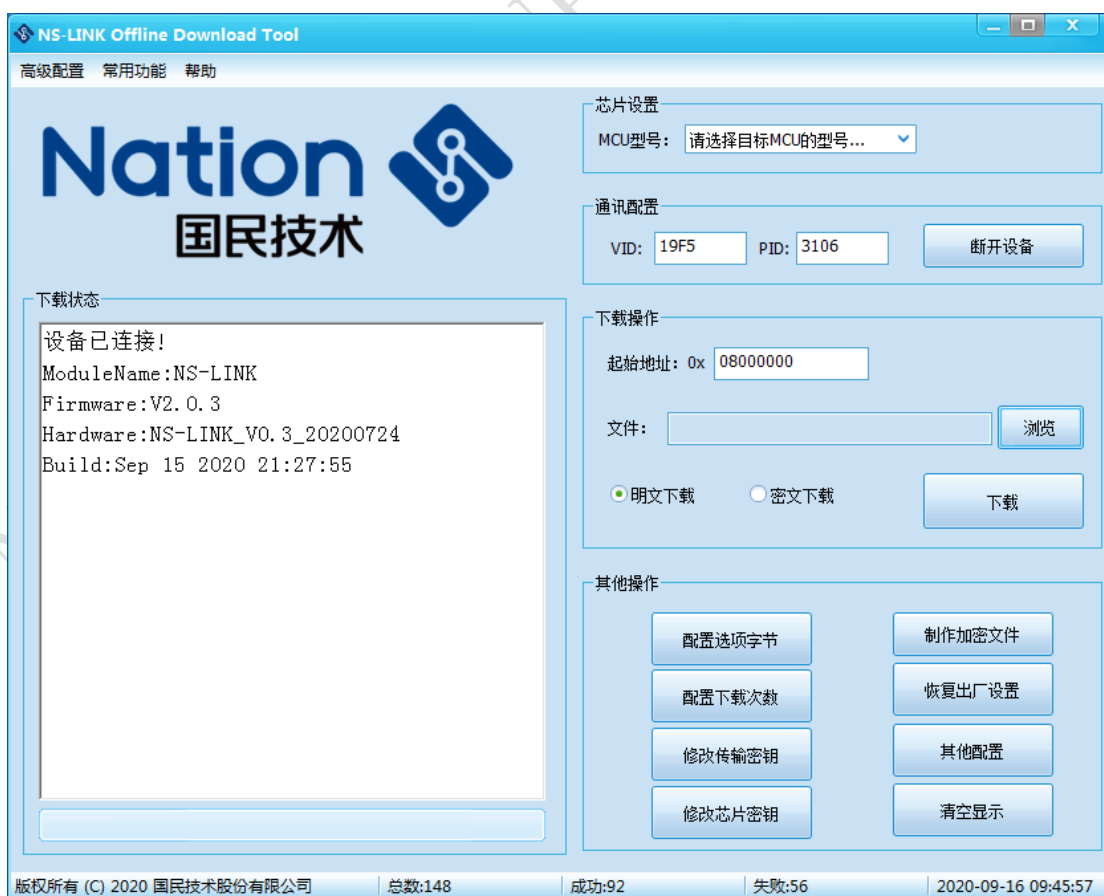 NS-LINK Offline Download Tool
高级配置 常用功能 帮助
Nation
国民技术
芯片设置
MCU型号: 请选择目标MCU的型号...
通讯配置
VID: 19F5 PID: 3106 断开设备
下载状态
设备已连接!
ModuleName:NS-LINK
Firmware:V2.0.3
Hardware:NS-LINK_V0.3_20200724
Build:Sep 15 2020 21:27:55
下载操作
起始地址: 0x 08000000
文件: 浏览
明文下载 密文下载 下载
其他操作
配置选项字节 制作加密文件
配置下载次数 恢复出厂设置
修改传输密钥 其他配置
修改芯片密钥 清空显示
版权所有 (C) 2020 国民技术股份有限公司 总数:148 成功:92 失败:56 2020-09-16 09:45:57